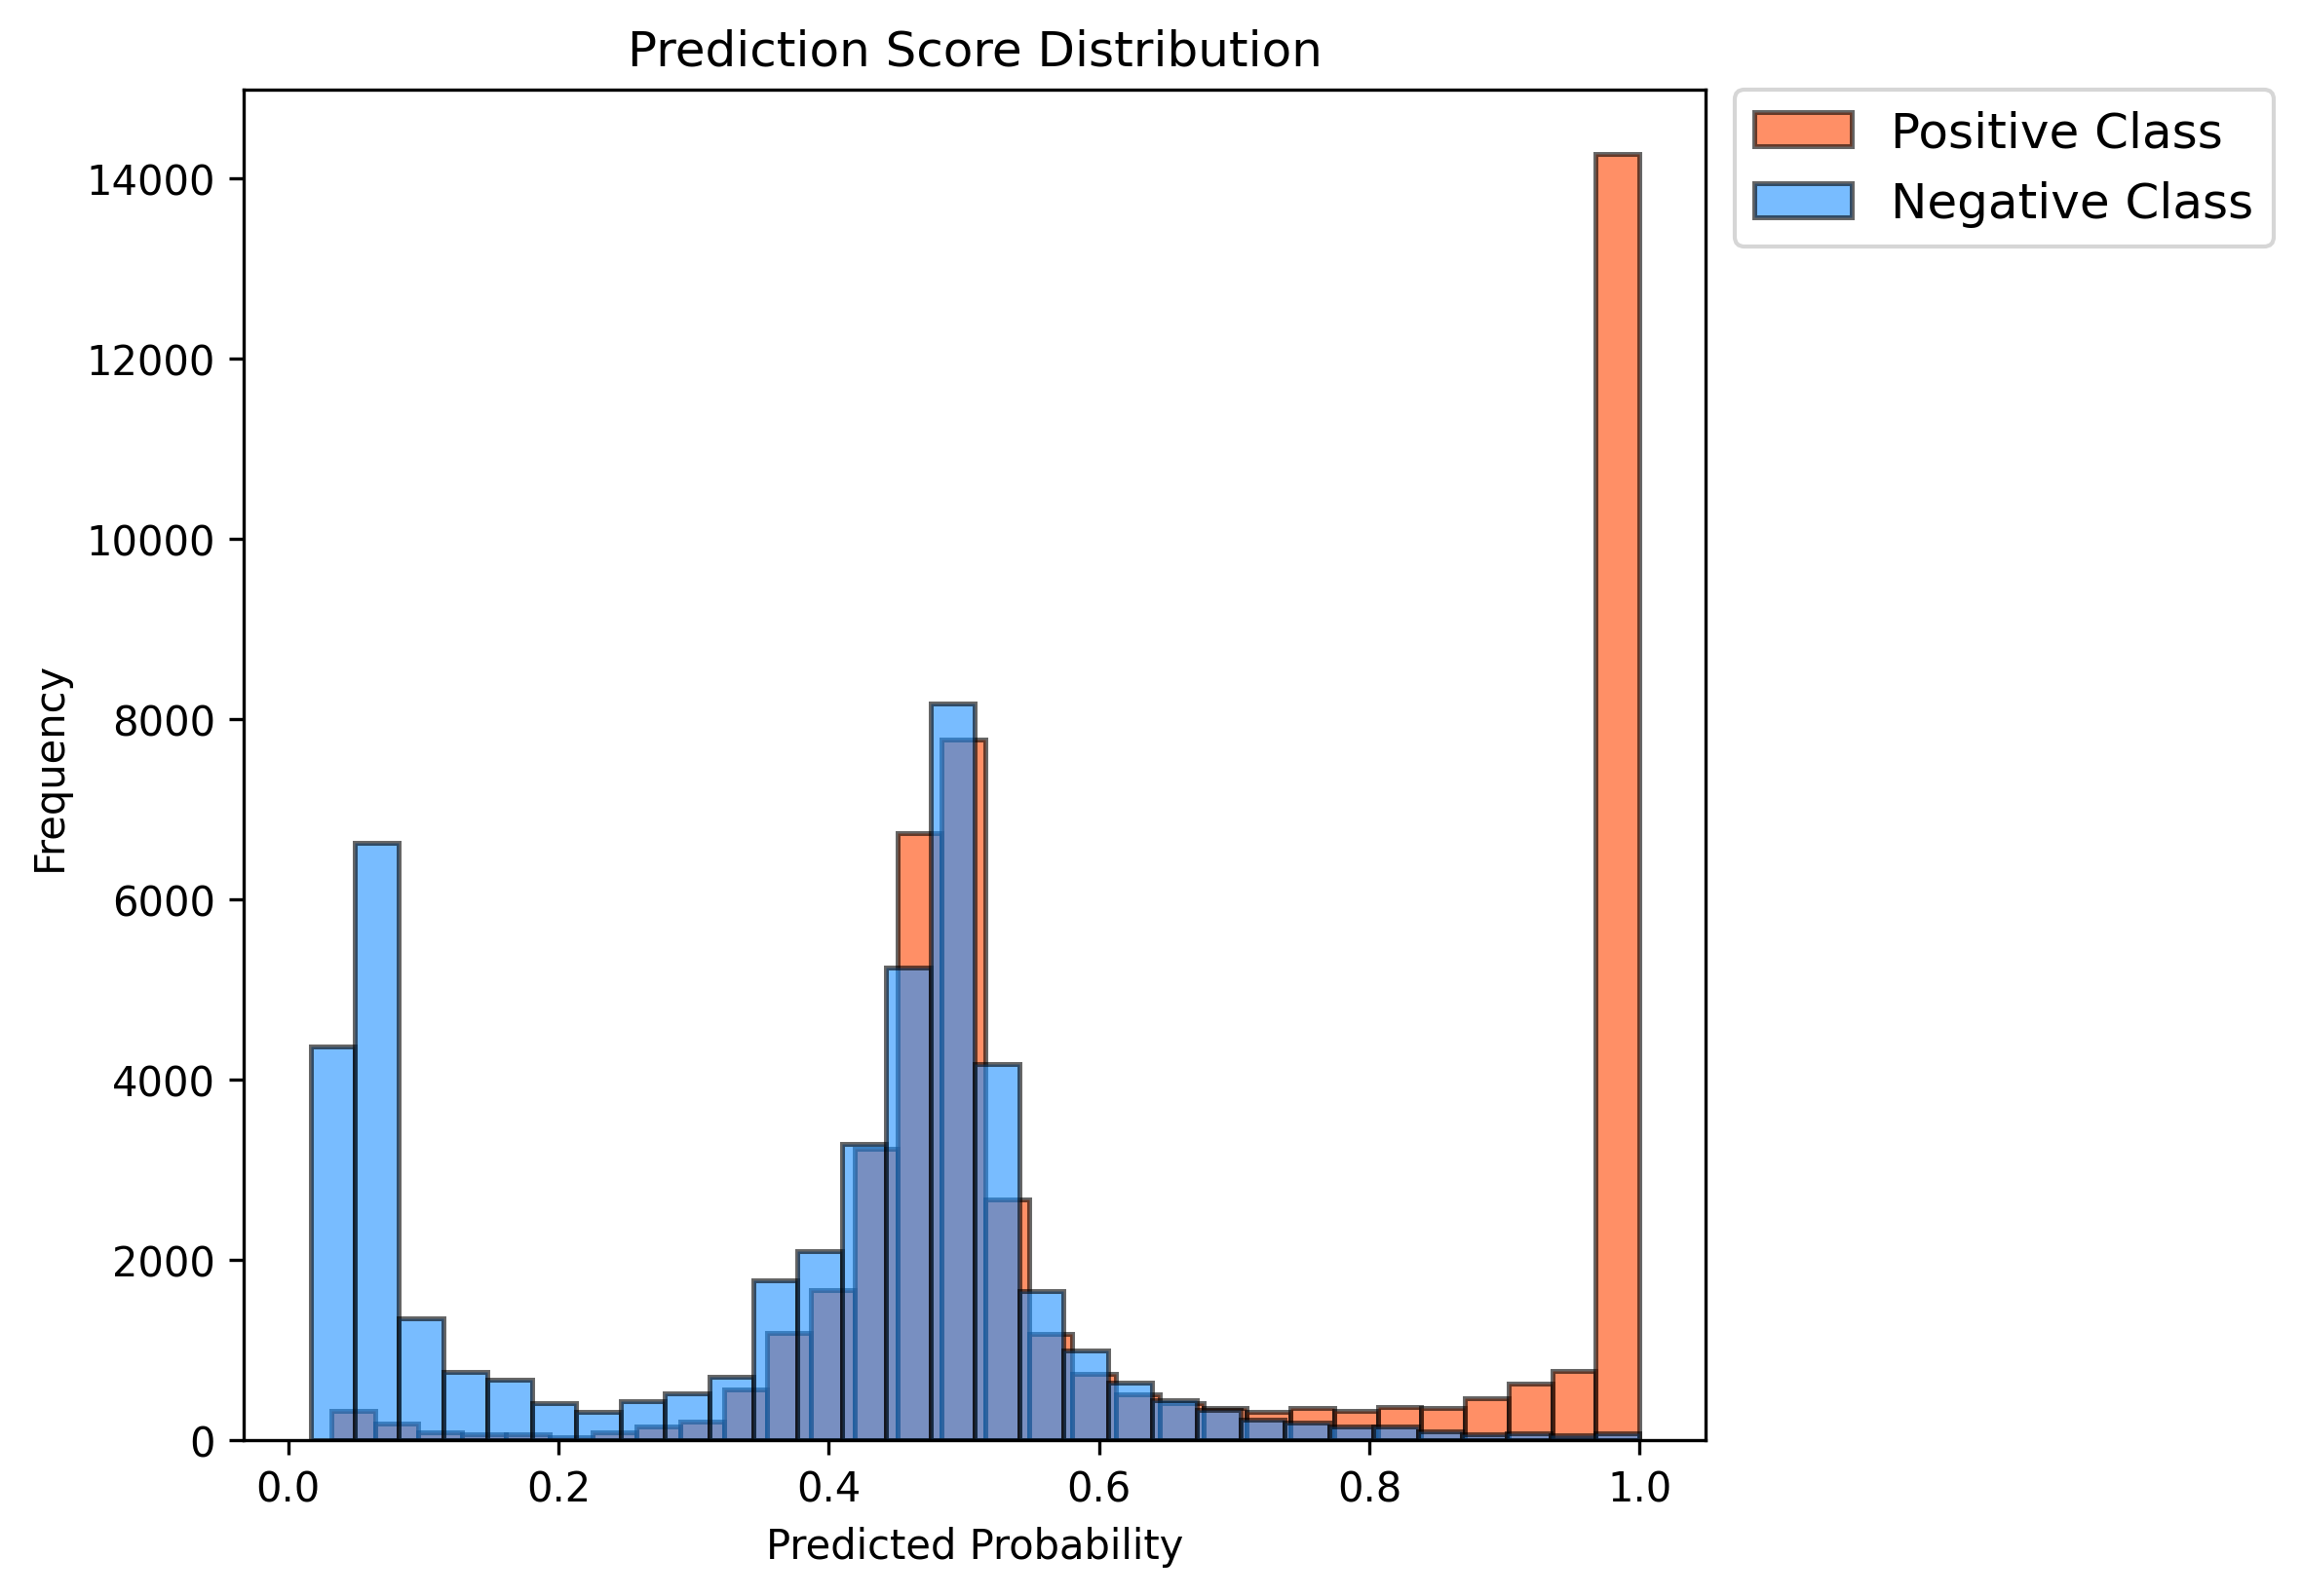 Prediction Score Distribution
Positive Class
Negative Class
14000
12000
10000
8000
6000
4000
2000
0
Frequency
0.0 0.2 0.4 0.6 0.8 1.0
Predicted Probability